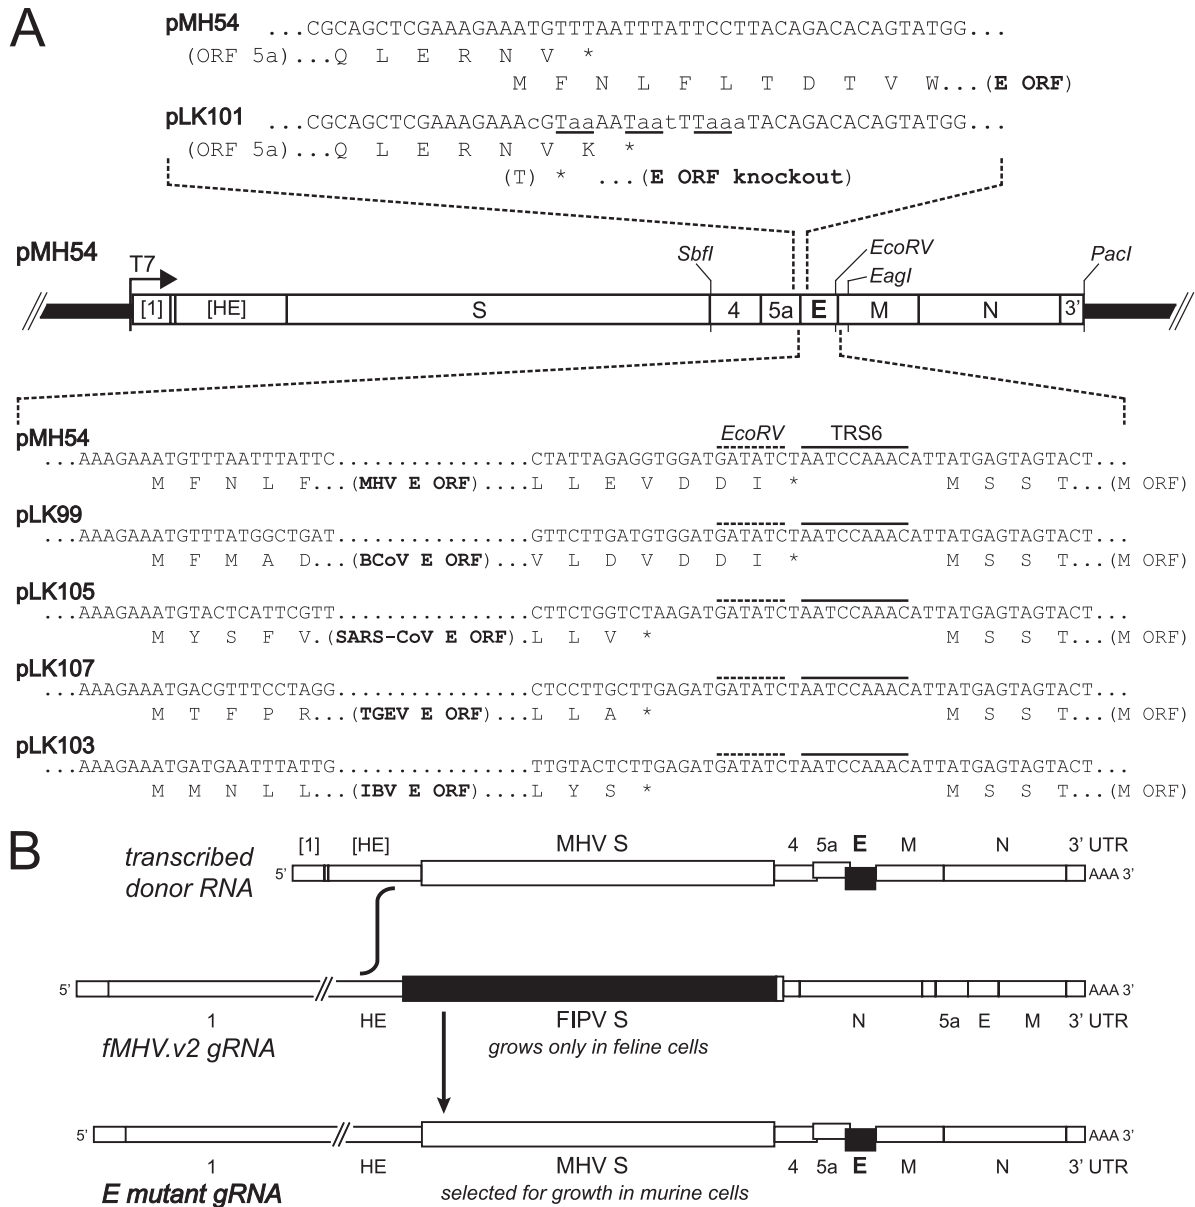 A
pMH54 ...CGCAGCTCGAAAGAAATGTTTAATTTATTCCTTACAGACACAGTATGG...
(ORF 5a)...Q L E R N V *
M F N L F L T D T V W...(E ORF)
pLK101 ...CGCAGCTCGAAAGAAAcGTaaAATaatTTaaaTACAGACACAGTATGG...
(ORF 5a)...Q L E R N V K *
(T) * ...(E ORF knockout)
pMH54
T7
SbfI
EcoRV
EagI
PacI
[1] [HE] S 4 5a E M N 3'
pMH54
EcoRV TRS6
...AAAGAAATGTTTAATTTATTC................CTATTAGAGGTGGATGATATCTAATCCAAACATTATGAGTAGTACT...
M F N L F...(MHV E ORF)....L L E V D D I * M S S T...(M ORF)
pLK99
...AAAGAAATGTTTATGGCTGAT................GTTCTTGATGTGGATGATATCTAATCCAAACATTATGAGTAGTACT...
M F M A D...(BCoV E ORF)....V L D V D D I * M S S T...(M ORF)
pLK105
...AAAGAAATGTACTCATTCGTT................CTTCTGGTCTAAGATGATATCTAATCCAAACATTATGAGTAGTACT...
M Y S F V.(SARS-CoV E ORF).L L V * M S S T...(M ORF)
pLK107
...AAAGAAATGACGTTTCCTAGG................CTCCTTGCTTGAGATGATATCTAATCCAAACATTATGAGTAGTACT...
M T F P R...(TGEV E ORF)....L L A * M S S T...(M ORF)
pLK103
...AAAGAAATGATGAATTTATTG................TTGTACTCTTGAGATGATATCTAATCCAAACATTATGAGTAGTACT...
M M N L L...(IBV E ORF)....L Y S * M S S T...(M ORF)
B
[1] [HE] MHV S 4 5a E M N 3' UTR
transcribed
donor RNA
5' AAA 3'
5' AAA 3'
1 HE FIPV S N 5a E M 3' UTR
fMHV.v2 gRNA
grows only in feline cells
5' AAA 3'
1 HE MHV S 4 5a E M N 3' UTR
E mutant gRNA
selected for growth in murine cells